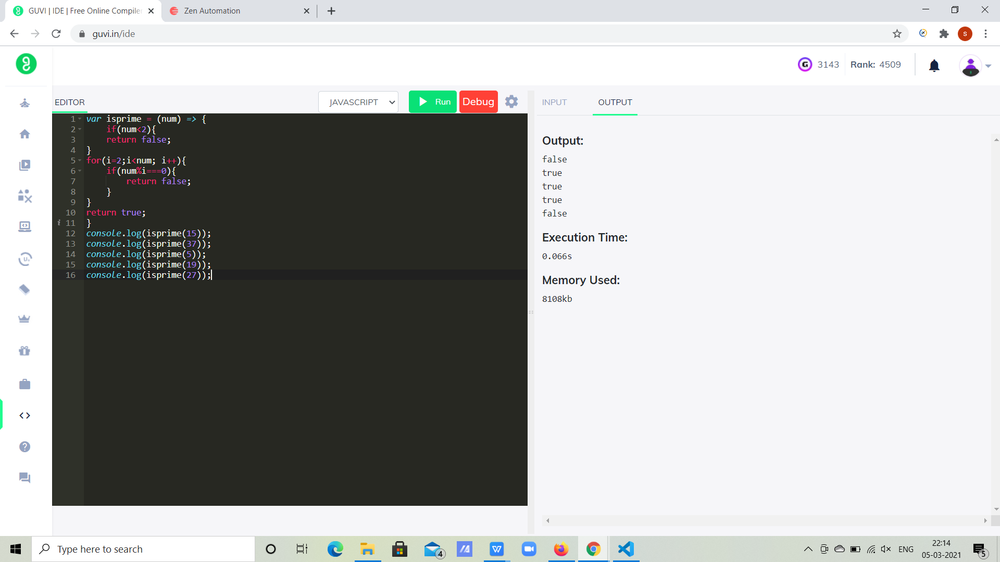 GUVI | IDE | Free Online Compiler
Zen Automation
guvi.in/ide
s
3143
Rank: 4509
EDITOR
JAVASCRIPT
Run
Debug
INPUT
OUTPUT
1 var isprime = (num) => {
2 if(num<2){
3 return false;
4 }
5 for(i=2;i<num; i++){
6 if(num%i===0){
7 return false;
8 }
9 }
10 return true;
i 11 }
12 console.log(isprime(15));
13 console.log(isprime(37));
14 console.log(isprime(5));
15 console.log(isprime(19));
16 console.log(isprime(27));
Output:
false
true
true
true
false
Execution Time:
0.066s
Memory Used:
8108kb
Type here to search
4
ENG
22:14
05-03-2021
5